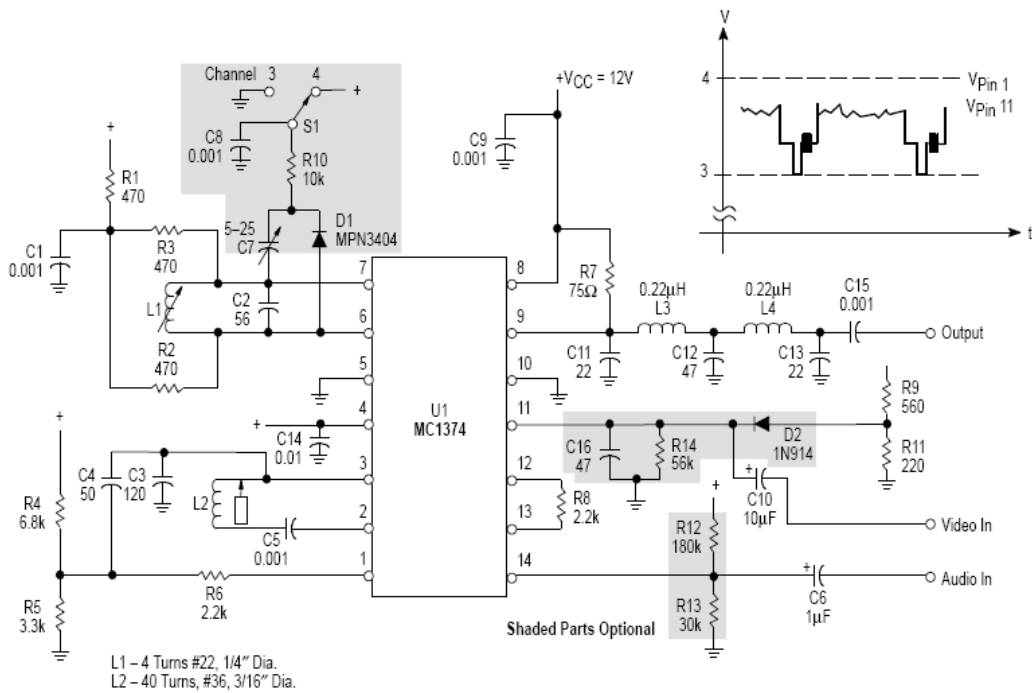 Channel
3
4
+
S1
C8
0.001
R10
10k
+VCC = 12V
C9
0.001
V
4
3
VPin 1
VPin 11
t
+
R1
470
C1
0.001
R3
470
L1
R2
470
5–25
C7
D1
MPN3404
C2
56
7
6
5
4
3
2
1
8
9
10
11
12
13
14
U1
MC1374
R7
75Ω
0.22μH
L3
0.22μH
L4
C15
0.001
Output
C11
22
C12
47
C13
22
R9
560
R11
220
D2
1N914
C16
47
R14
56k
+
C10
10μF
Video In
+
C14
0.01
+
R4
6.8k
C4
50
C3
120
L2
C5
0.001
R8
2.2k
+
R12
180k
R13
30k
+
C6
1μF
Audio In
R5
3.3k
R6
2.2k
Shaded Parts Optional
L1 – 4 Turns #22, 1/4″ Dia.
L2 – 40 Turns, #36, 3/16″ Dia.